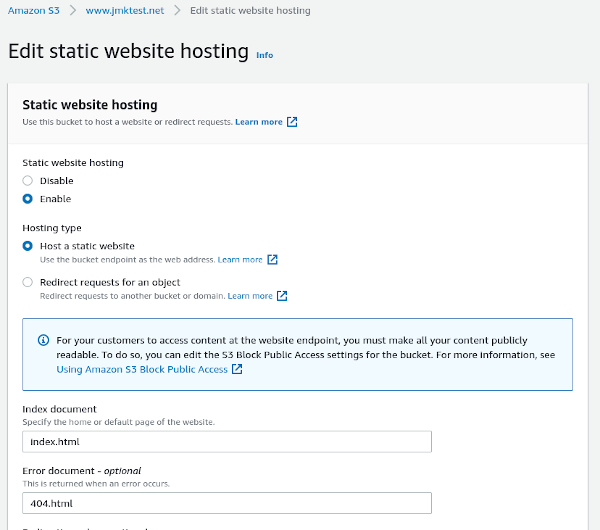 Amazon S3 > www.jmktest.net > Edit static website hosting
Edit static website hosting Info
Static website hosting
Use this bucket to host a website or redirect requests. Learn more
Static website hosting
Disable
Enable
Hosting type
Host a static website
Use the bucket endpoint as the web address. Learn more
Redirect requests for an object
Redirect requests to another bucket or domain. Learn more
For your customers to access content at the website endpoint, you must make all your content publicly
readable. To do so, you can edit the S3 Block Public Access settings for the bucket. For more information, see
Using Amazon S3 Block Public Access
Index document
Specify the home or default page of the website.
index.html
Error document - optional
This is returned when an error occurs.
404.html